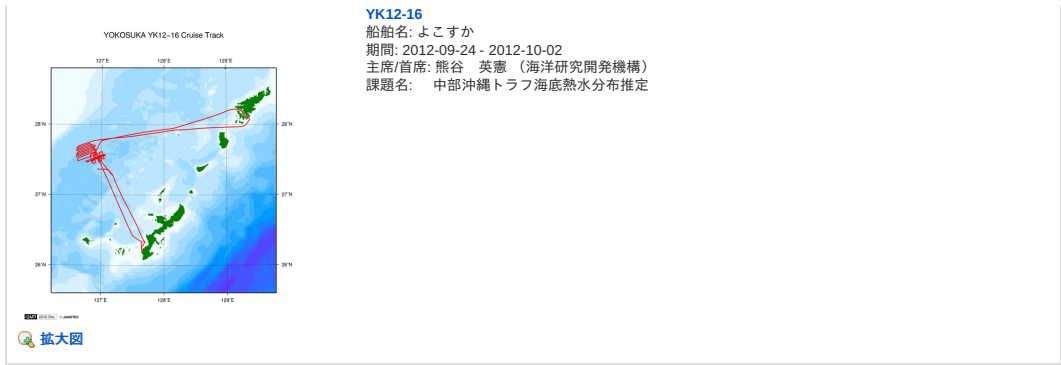 YK12-16
船舶名: よこすか
期間: 2012-09-24 - 2012-10-02
主席/首席: 熊谷　英憲 （海洋研究開発機構）
課題名:　中部沖縄トラフ海底熱水分布推定
YOKOSUKA YK12−16 Cruise Track
127˚E 128˚E 129˚E
28˚N 28˚N
27˚N 27˚N
26˚N 26˚N
127˚E 128˚E 129˚E
拡大図